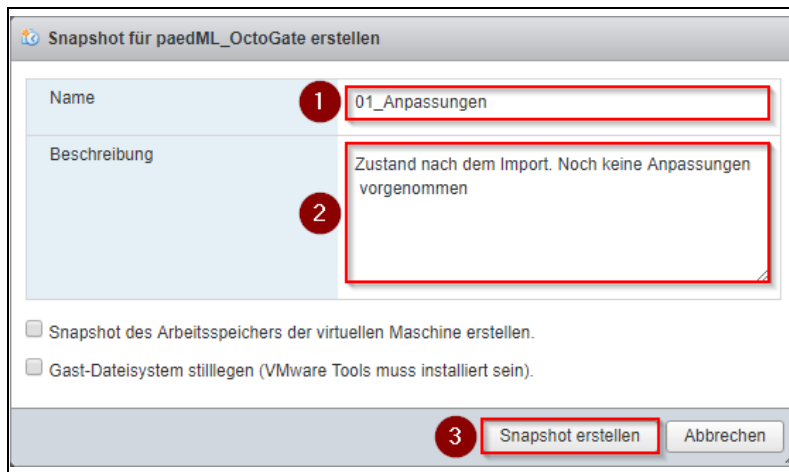 Snapshot für paedML_OctoGate erstellen
Name
1
01_Anpassungen
Beschreibung
Zustand nach dem Import. Noch keine Anpassungen
vorgenommen
2
Snapshot des Arbeitsspeichers der virtuellen Maschine erstellen.
Gast-Dateisystem stilllegen (VMware Tools muss installiert sein).
3
Snapshot erstellen
Abbrechen